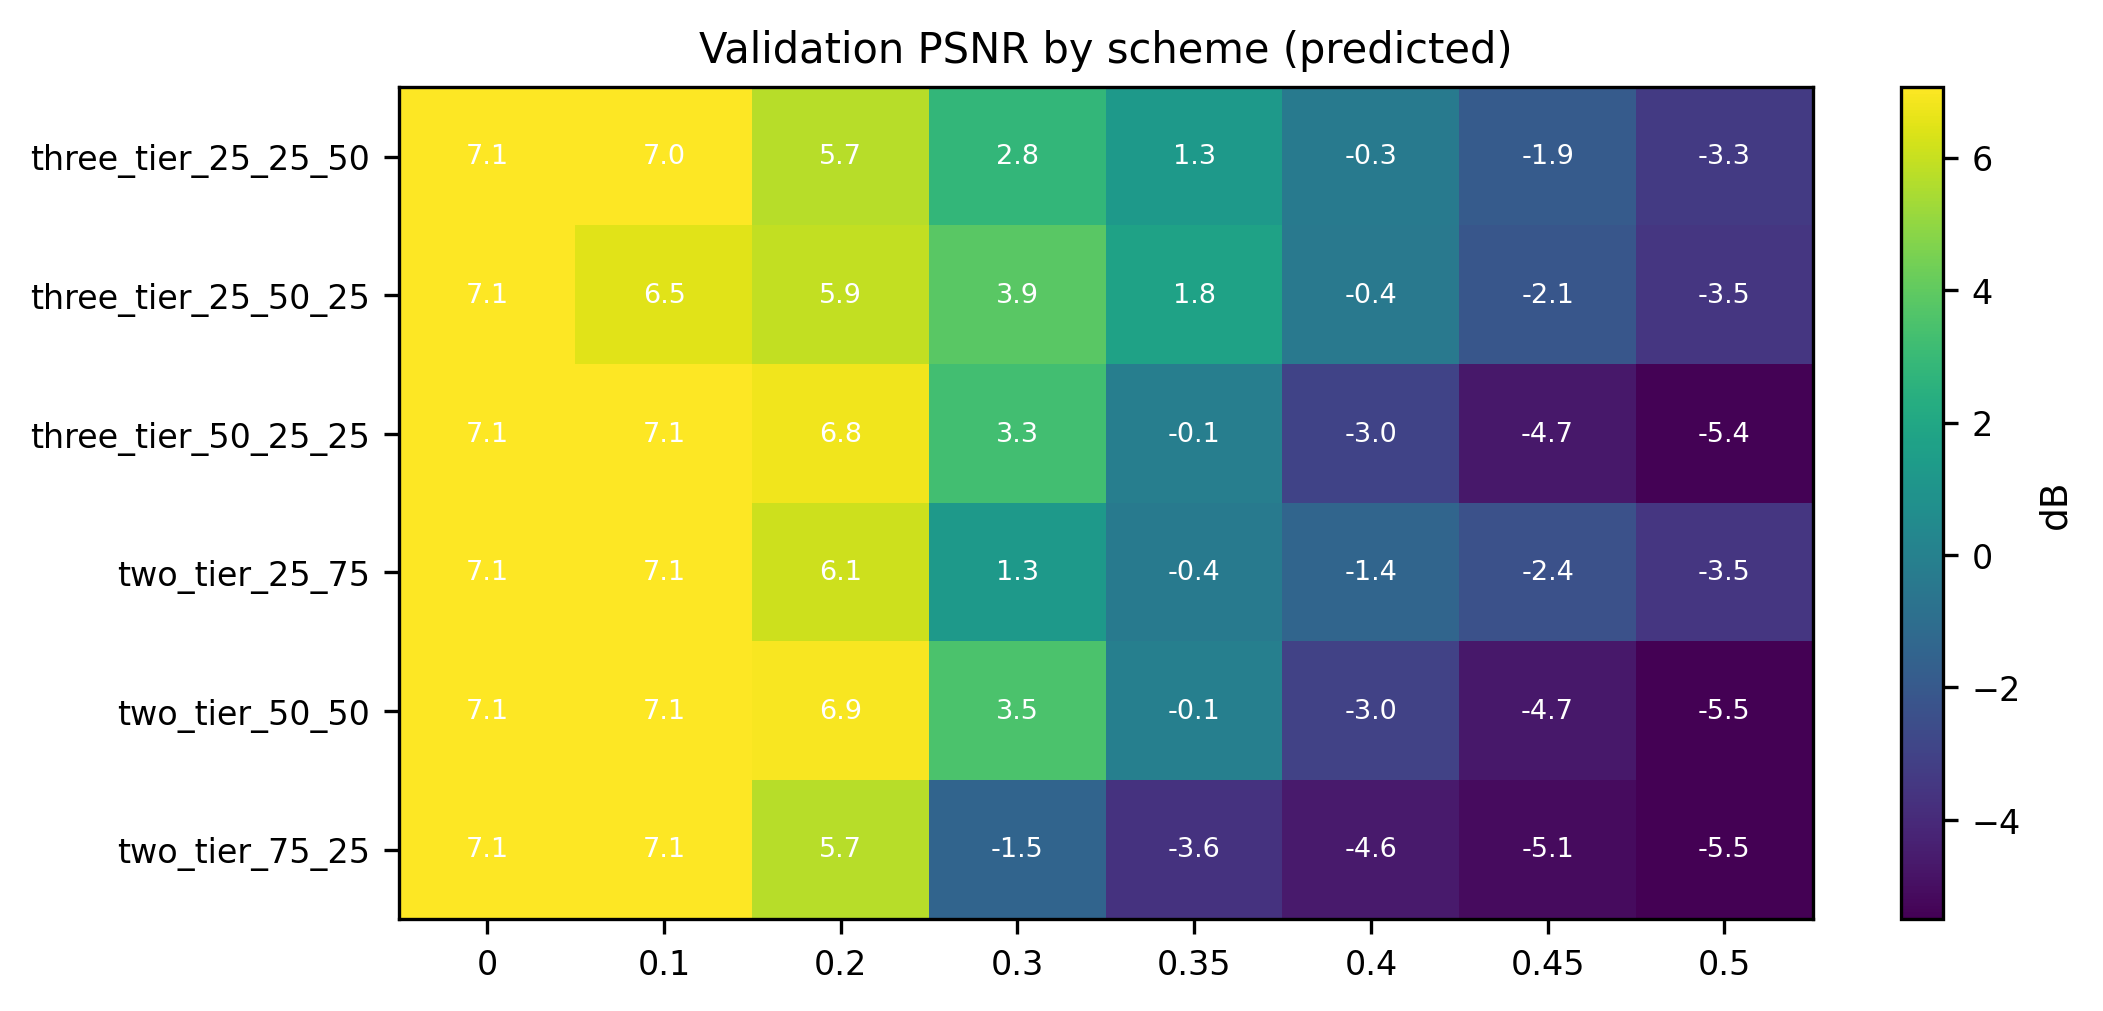 Validation PSNR by scheme (predicted)
three_tier_25_25_50 7.1 7.0 5.7 2.8 1.3 -0.3 -1.9 -3.3
three_tier_25_50_25 7.1 6.5 5.9 3.9 1.8 -0.4 -2.1 -3.5
three_tier_50_25_25 7.1 7.1 6.8 3.3 -0.1 -3.0 -4.7 -5.4
two_tier_25_75 7.1 7.1 6.1 1.3 -0.4 -1.4 -2.4 -3.5
two_tier_50_50 7.1 7.1 6.9 3.5 -0.1 -3.0 -4.7 -5.5
two_tier_75_25 7.1 7.1 5.7 -1.5 -3.6 -4.6 -5.1 -5.5
0 0.1 0.2 0.3 0.35 0.4 0.45 0.5
6
4
2
0
−2
−4
dB